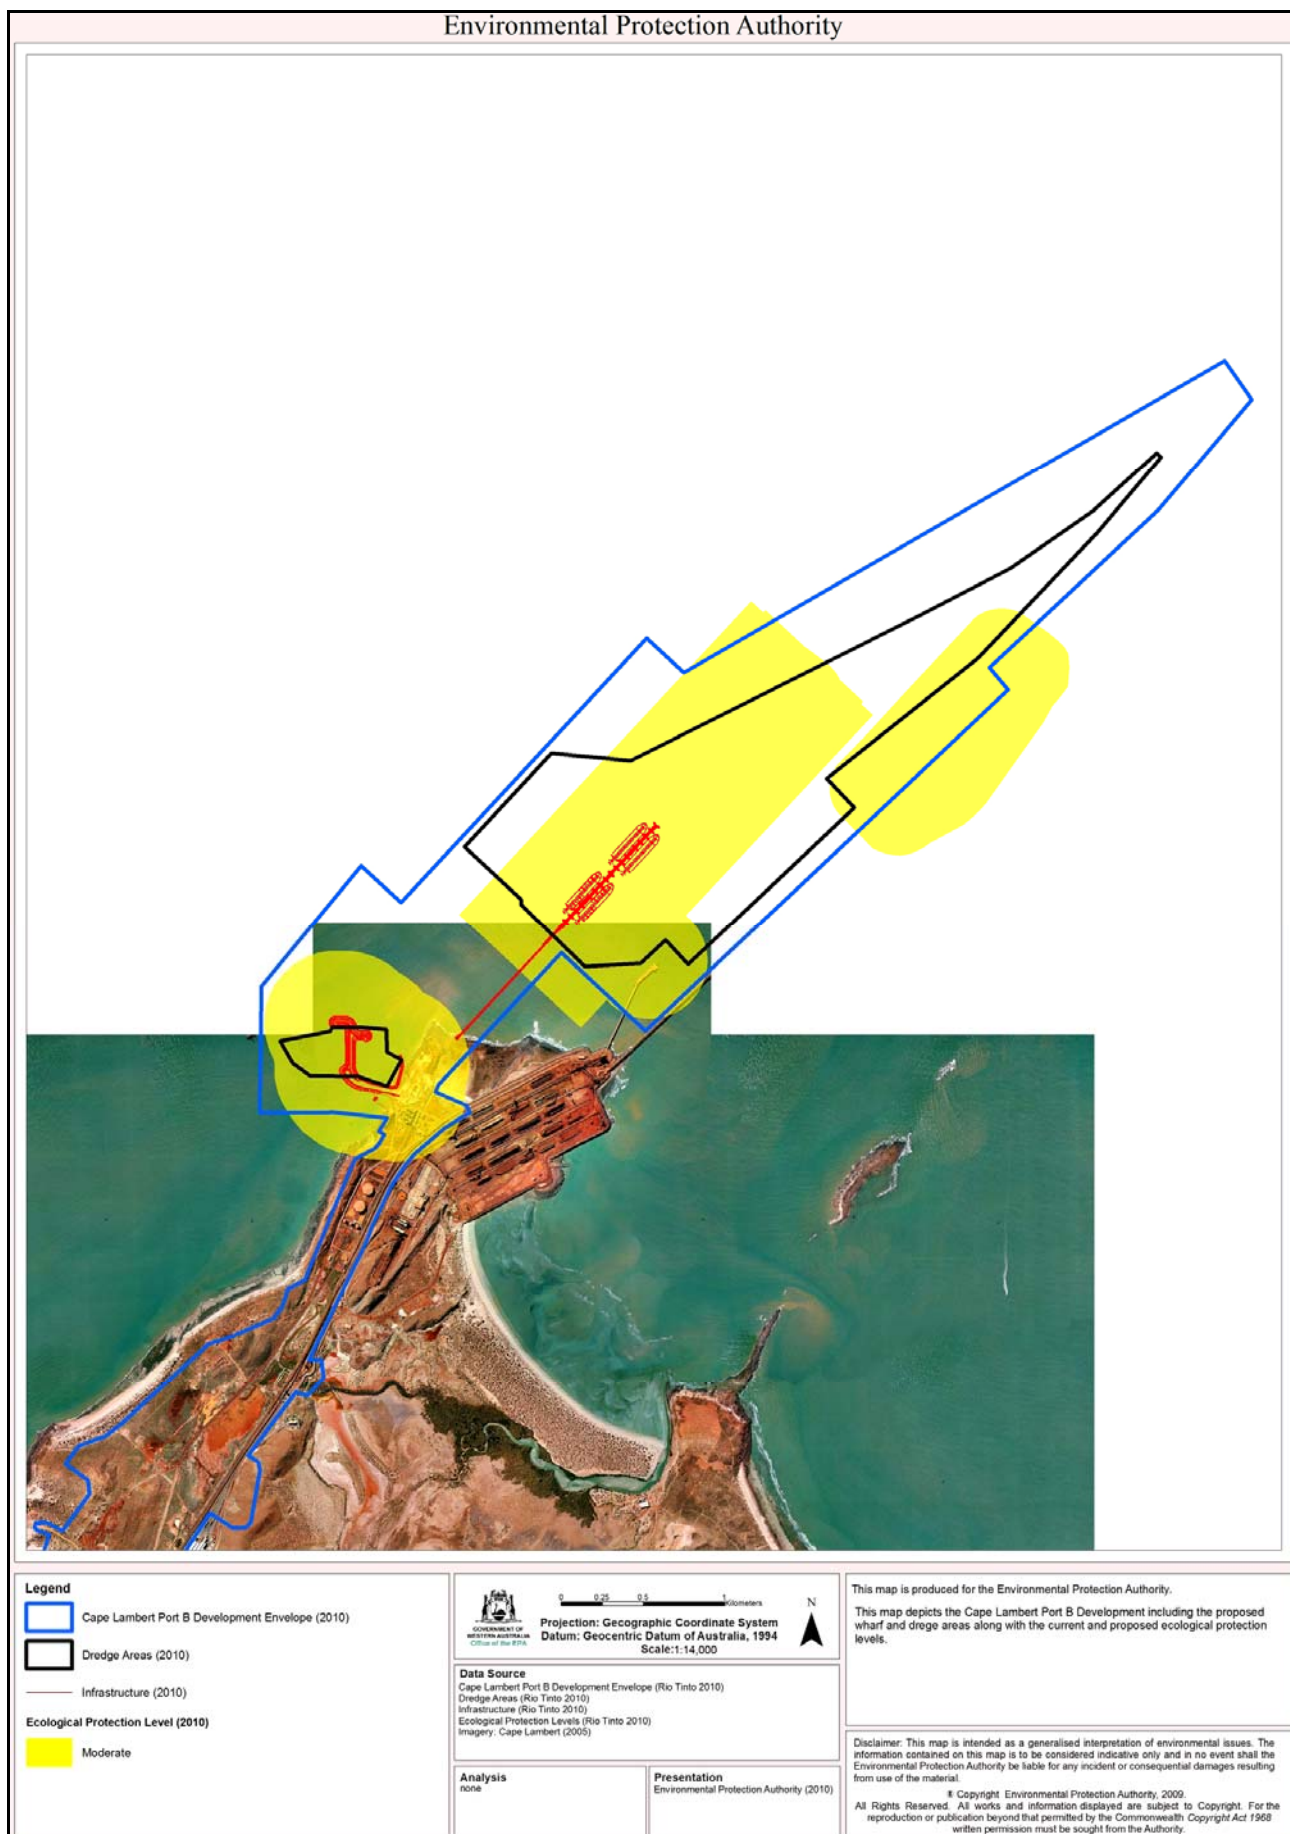 Environmental Protection Authority
Legend
Cape Lambert Port B Development Envelope (2010)
Dredge Areas (2010)
Infrastructure (2010)
Ecological Protection Level (2010)
Moderate
GOVERNMENT OF
WESTERN AUSTRALIA
Office of the EPA
0 0.25 0.5 1
Kilometers
N
Projection: Gecographic Coordinate System
Datum: Geocentric Datum of Australia, 1994
Scale:1:14,000
Data Source
Cape Lambert Port B Development Envelope (Rio Tinto 2010)
Dredge Areas (Rio Tinto 2010)
Infrastructure (Rio Tinto 2010)
Ecological Protection Levels (Rio Tinto 2010)
Imagery: Cape Lambert (2005)
Analysis
none
Presentation
Environmental Protection Authority (2010)
This map is produced for the Environmental Protection Authority.
This map depicts the Cape Lambert Port B Development including the proposed
wharf and drege areas along with the current and proposed ecological protection
levels.
Disclaimer: This map is intended as a generalised interpretation of environmental issues. The
information contained on this map is to be considered indicative only and in no event shall the
Environmental Protection Authority be liable for any incident or consequential damages resulting
from use of the material.
® Copyright Environmental Protection Authority, 2009.
All Rights Reserved. All works and information displayed are subject to Copyright. For the
reproduction or publication beyond that permitted by the Commonwealth Copyright Act 1968
written permission must be sought from the Authority.